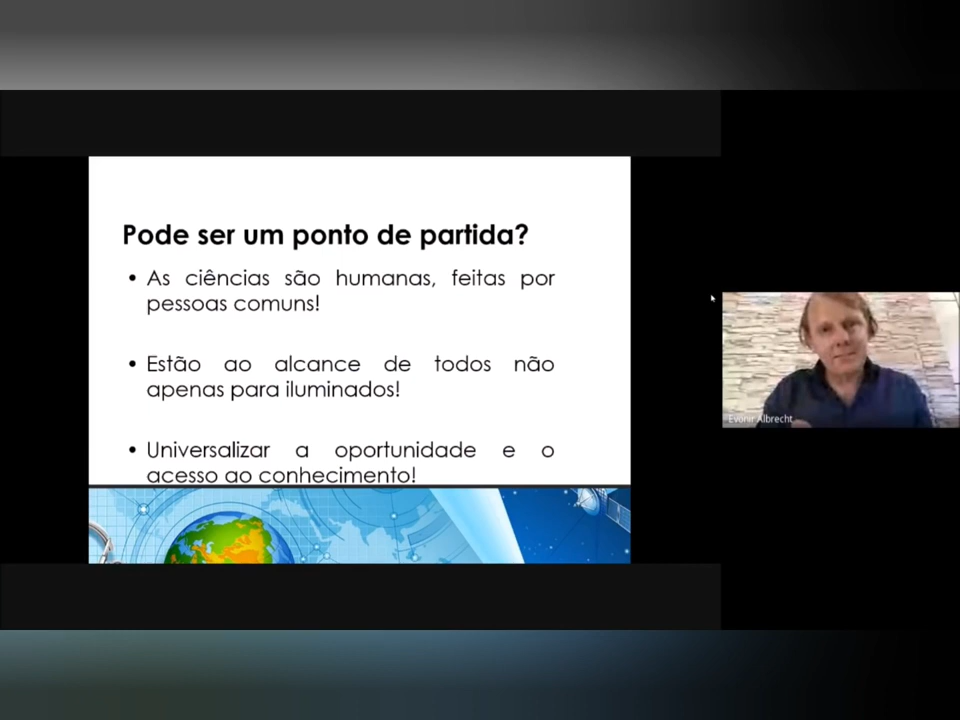 Pode ser um ponto de partida?
• As ciências são humanas, feitas por
pessoas comuns!
• Estão ao alcance de todos não
apenas para iluminados!
• Universalizar a oportunidade e o
acesso ao conhecimento!
Evonir Albrecht